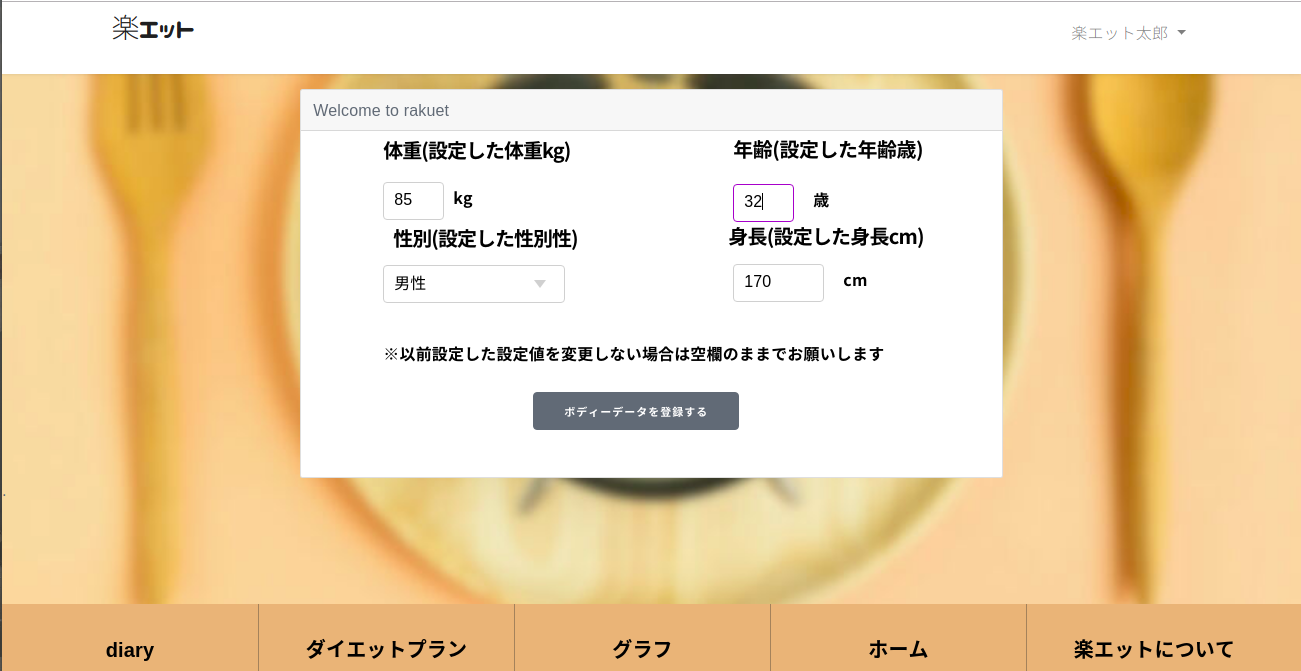 楽エット
楽エット太郎
Welcome to rakuet
体重(設定した体重kg)
年齢(設定した年齢歳)
85 kg
32 歳
性別(設定した性別性)
身長(設定した身長cm)
男性
170 cm
※以前設定した設定値を変更しない場合は空欄のままでお願いします
ボディーデータを登録する
diary
ダイエットプラン
グラフ
ホーム
楽エットについて